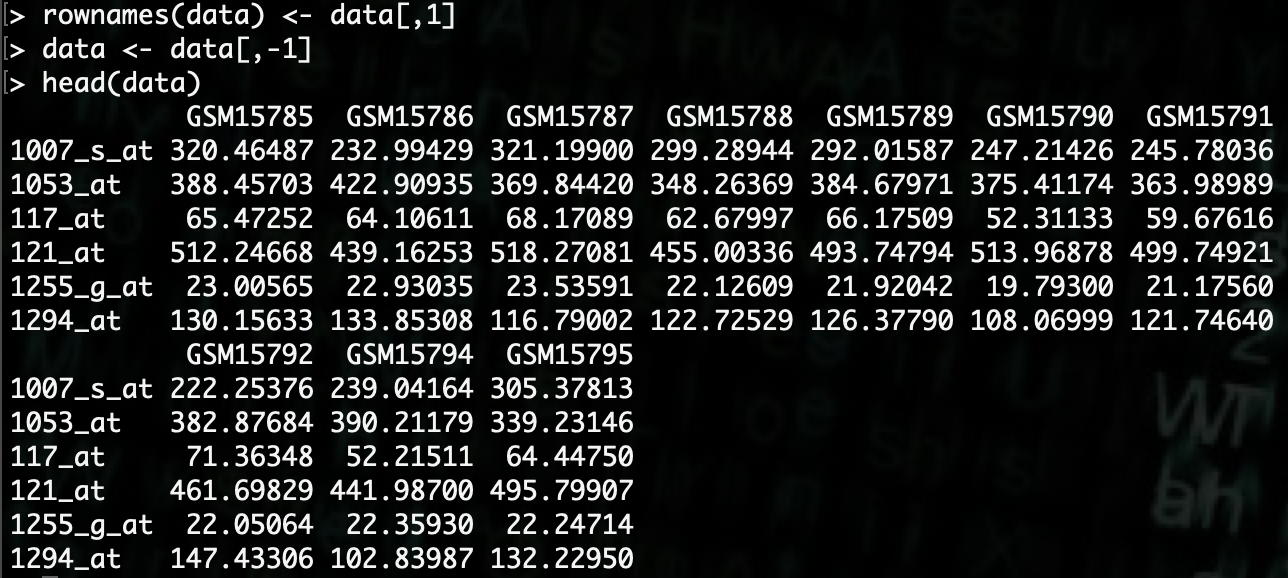 > rownames(data) <- data[,1]
> data <- data[,-1]
> head(data)
GSM15785 GSM15786 GSM15787 GSM15788 GSM15789 GSM15790 GSM15791
1007_s_at 320.46487 232.99429 321.19900 299.28944 292.01587 247.21426 245.78036
1053_at 388.45703 422.90935 369.84420 348.26369 384.67971 375.41174 363.98989
117_at 65.47252 64.10611 68.17089 62.67997 66.17509 52.31133 59.67616
121_at 512.24668 439.16253 518.27081 455.00336 493.74794 513.96878 499.74921
1255_g_at 23.00565 22.93035 23.53591 22.12609 21.92042 19.79300 21.17560
1294_at 130.15633 133.85308 116.79002 122.72529 126.37790 108.06999 121.74640
GSM15792 GSM15794 GSM15795
1007_s_at 222.25376 239.04164 305.37813
1053_at 382.87684 390.21179 339.23146
117_at 71.36348 52.21511 64.44750
121_at 461.69829 441.98700 495.79907
1255_g_at 22.05064 22.35930 22.24714
1294_at 147.43306 102.83987 132.22950